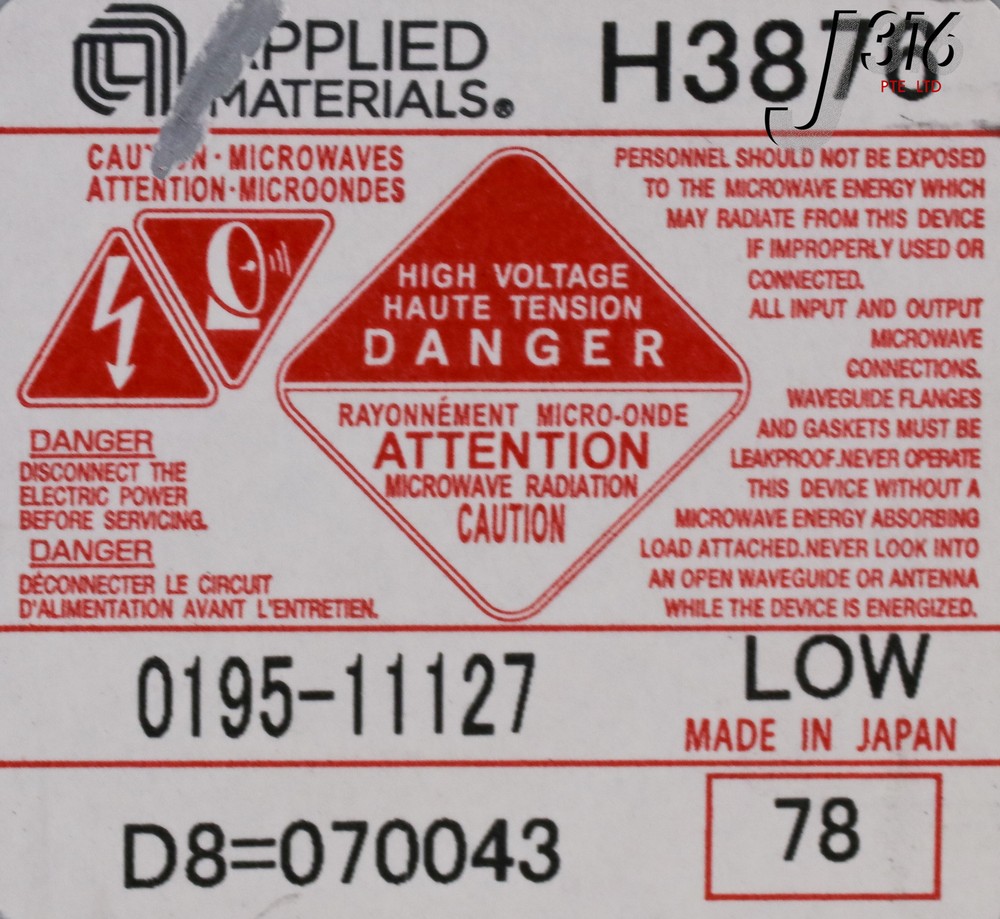 APPLIED
MATERIALS®
J316
PTE LTD
CAUTION · MICROWAVES
ATTENTION·MICROONDES
HIGH VOLTAGE
HAUTE TENSION
DANGER
RAYONNÉMENT MICRO-ONDE
ATTENTION
MICROWAVE RADIATION
CAUTION
PERSONNEL SHOULD NOT BE EXPOSED
TO THE MICROWAVE ENERGY WHICH
MAY RADIATE FROM THIS DEVICE
IF IMPROPERLY USED OR
CONNECTED.
ALL INPUT AND OUTPUT
MICROWAVE
CONNECTIONS.
WAVEGUIDE FLANGES
AND GASKETS MUST BE
LEAKPROOF.NEVER OPERATE
THIS DEVICE WITHOUT A
MICROWAVE ENERGY ABSORBING
LOAD ATTACHED.NEVER LOOK INTO
AN OPEN WAVEGUIDE OR ANTENNA
WHILE THE DEVICE IS ENERGIZED.
DANGER
DISCONNECT THE
ELECTRIC POWER
BEFORE SERVICING.
DANGER
DÉCONNECTER LE CIRCUIT
D'ALIMENTATION AVANT L'ENTRETIEN.
0195-11127
LOW
MADE IN JAPAN
D8=070043
78